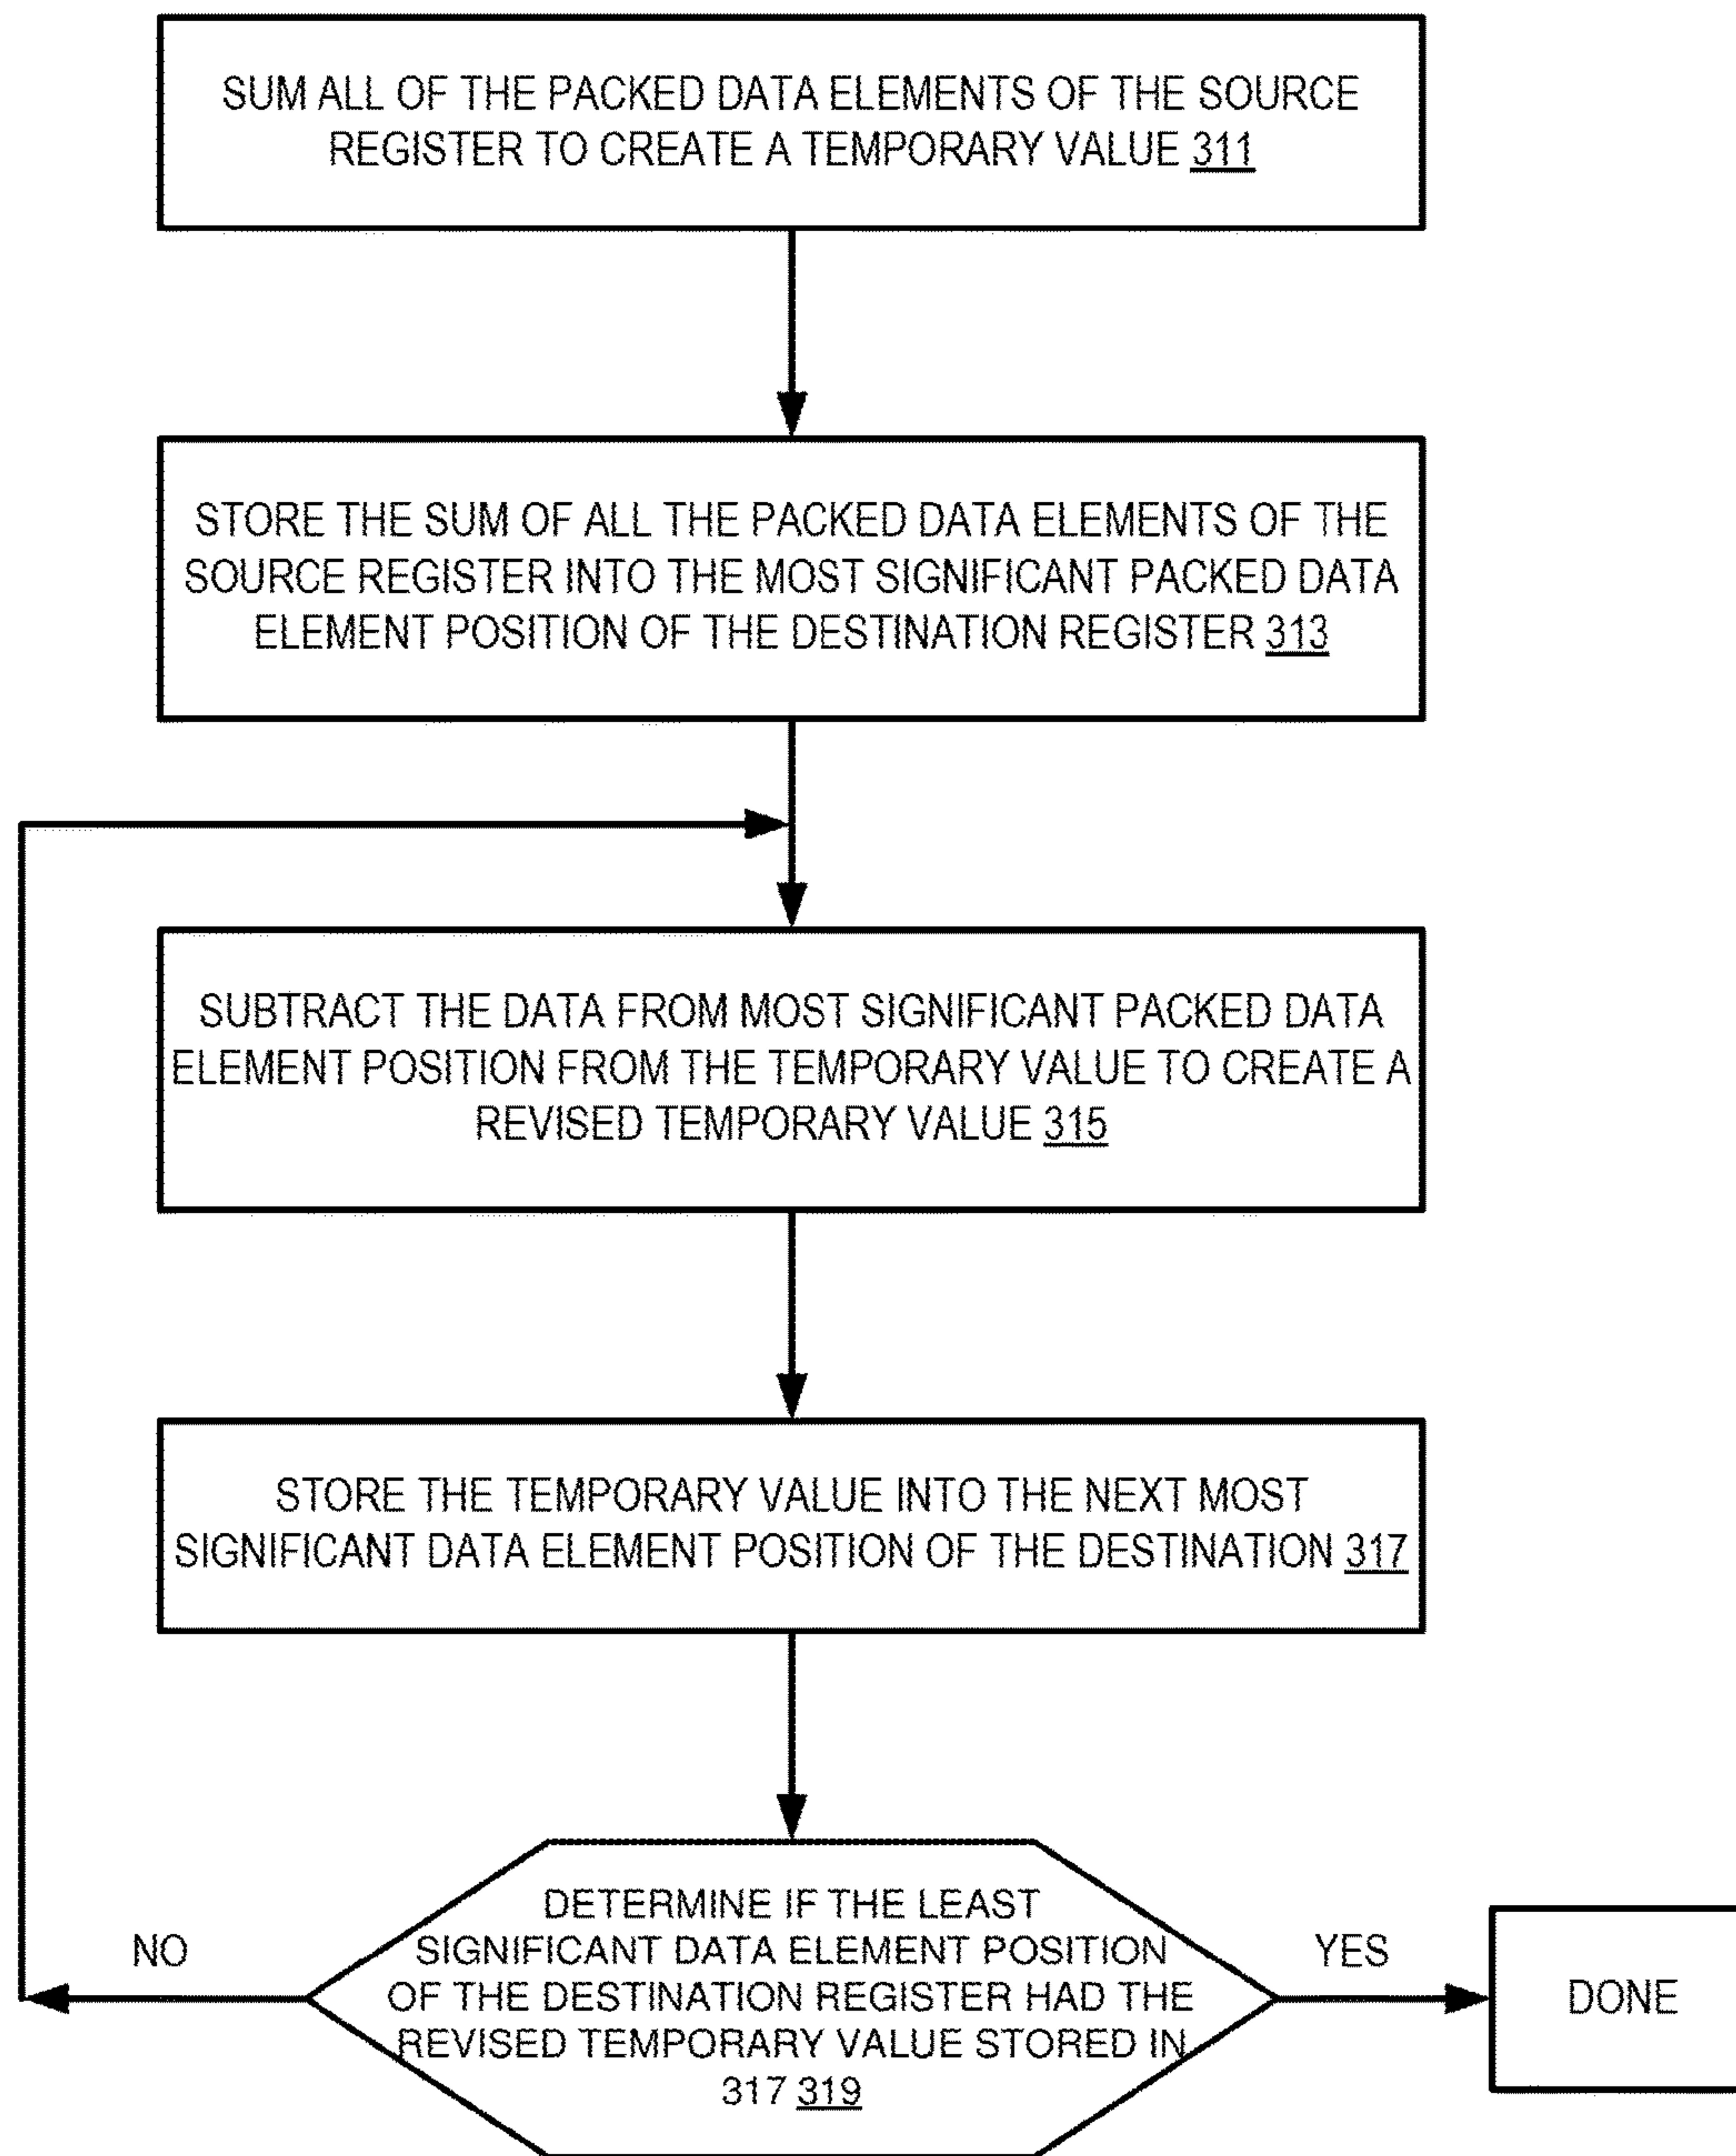 SUM ALL OF THE PACKED DATA ELEMENTS OF THE SOURCE
REGISTER TO CREATE A TEMPORARY VALUE 311
STORE THE SUM OF ALL THE PACKED DATA ELEMENTS OF THE
SOURCE REGISTER INTO THE MOST SIGNIFICANT PACKED DATA
ELEMENT POSITION OF THE DESTINATION REGISTER 313
SUBTRACT THE DATA FROM MOST SIGNIFICANT PACKED DATA
ELEMENT POSITION FROM THE TEMPORARY VALUE TO CREATE A
REVISED TEMPORARY VALUE 315
STORE THE TEMPORARY VALUE INTO THE NEXT MOST
SIGNIFICANT DATA ELEMENT POSITION OF THE DESTINATION 317
DETERMINE IF THE LEAST
SIGNIFICANT DATA ELEMENT POSITION
OF THE DESTINATION REGISTER HAD THE
REVISED TEMPORARY VALUE STORED IN
317 319
NO
YES
DONE